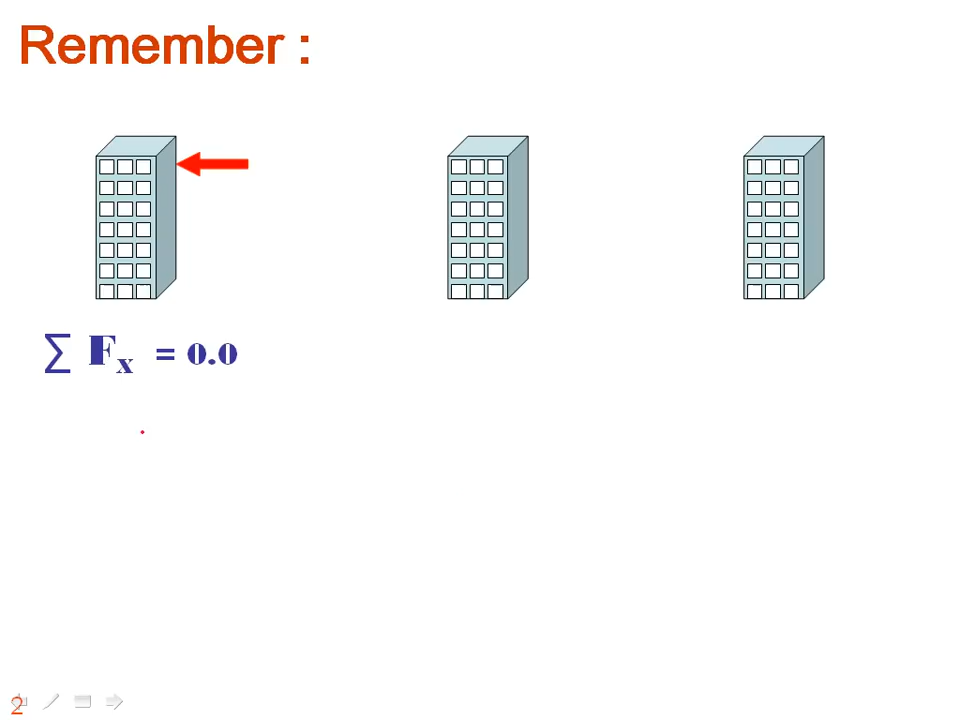 Remember :
∑ Fx = 0.0
2